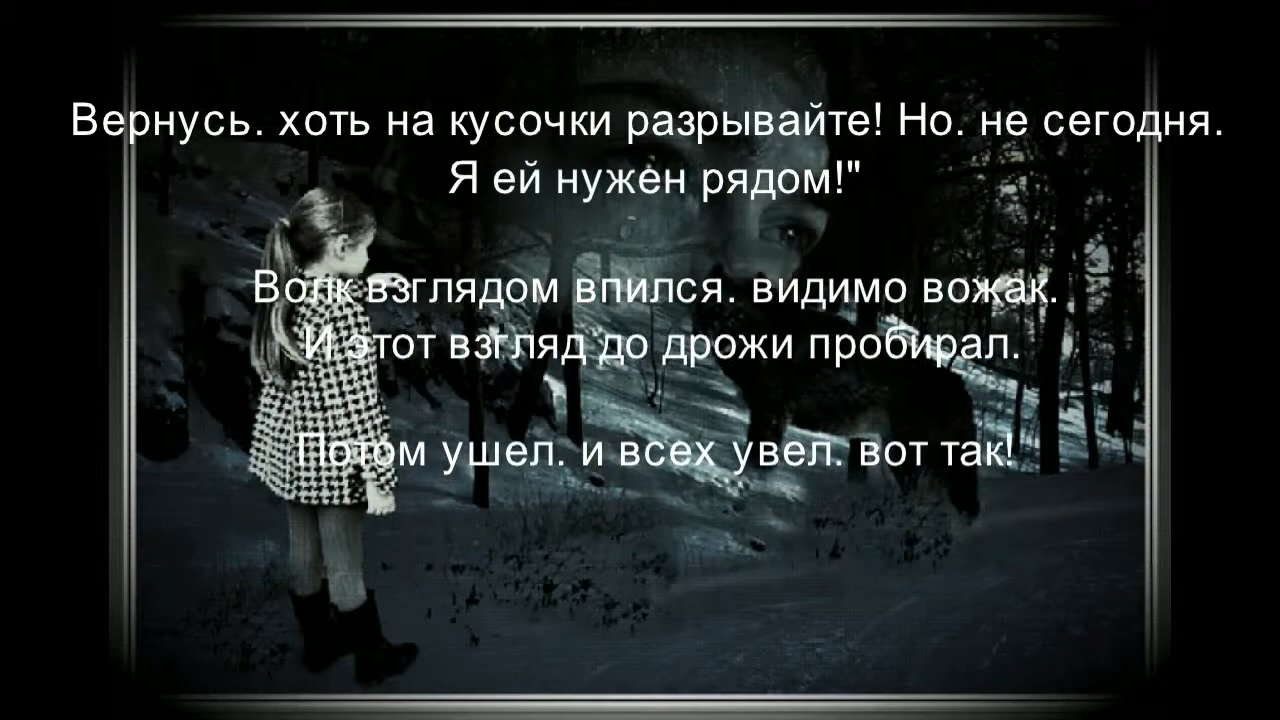 Вернусь. хоть на кусочки разрывайте! Но. не сегодня.
Я ей нужен рядом!"
Волк взглядом впился. видимо вожак.
И этот взгляд до дрожи пробирал.
Потом ушел. и всех увел. вот так!